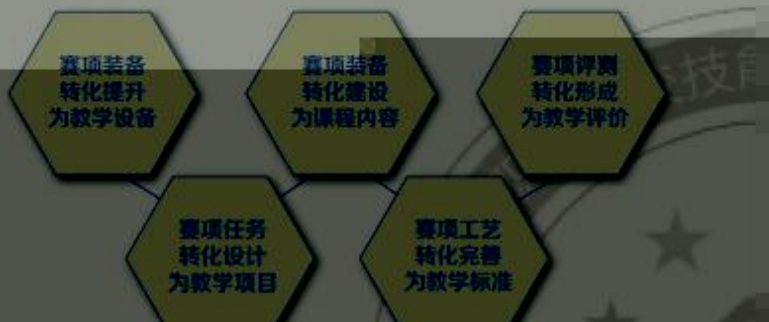 赛项装备
转化提升
为教学设备
赛项装备
转化建设
为课程内容
赛项评测
转化形成
为教学评价
赛项任务
转化设计
为教学项目
赛项工艺
转化完善
为教学标准
技能